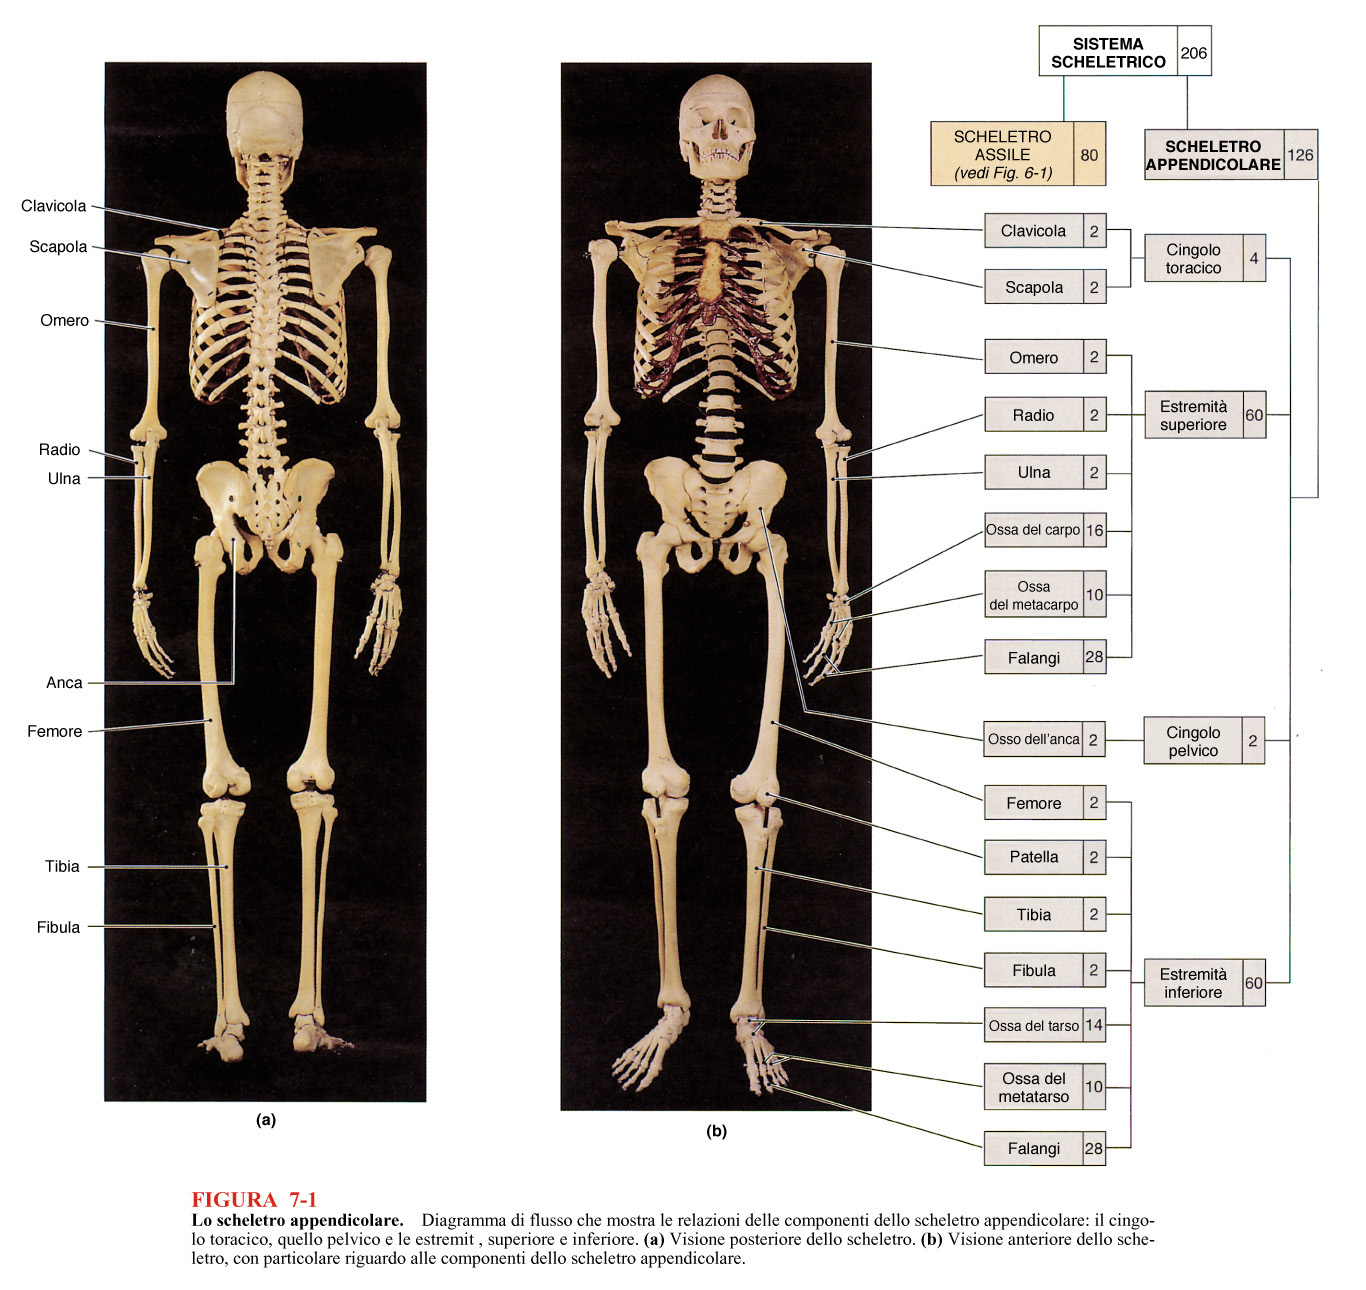 SISTEMA
SCHELETRICO
206
SCHELETRO
ASSILE
(vedi Fig. 6-1)
80
SCHELETRO
APPENDICOLARE
126
Clavicola
Scapola
Omero
Radio
Ulna
Anca
Femore
Tibia
Fibula
Clavicola 2
Scapola 2
Cingolo
toracico
4
Omero 2
Radio 2
Ulna 2
Ossa del carpo 16
Ossa
del metacarpo
10
Falangi 28
Estremità
superiore
60
Osso dell'anca 2
Cingolo
pelvico
2
Femore 2
Patella 2
Tibia 2
Fibula 2
Ossa del tarso 14
Ossa del
metatarso
10
Falangi 28
Estremità
inferiore
60
(a)
(b)
FIGURA 7-1
Lo scheletro appendicolare. Diagramma di flusso che mostra le relazioni delle componenti dello scheletro appendicolare: il cingo-
lo toracico, quello pelvico e le estremit , superiore e inferiore. (a) Visione posteriore dello scheletro. (b) Visione anteriore dello sche-
letro, con particolare riguardo alle componenti dello scheletro appendicolare.